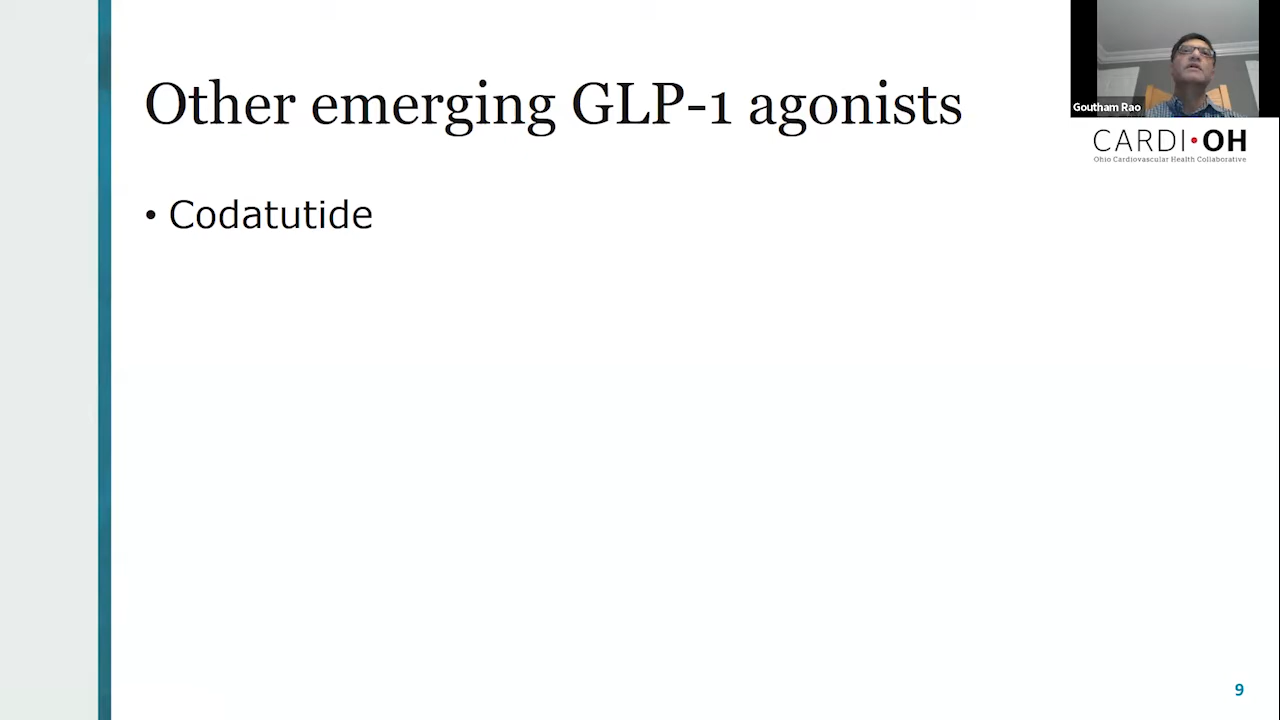 Other emerging GLP-1 agonists
• Codatutide
Goutham Rao
CARDI•OH
Ohio Cardiovascular Health Collaborative
9